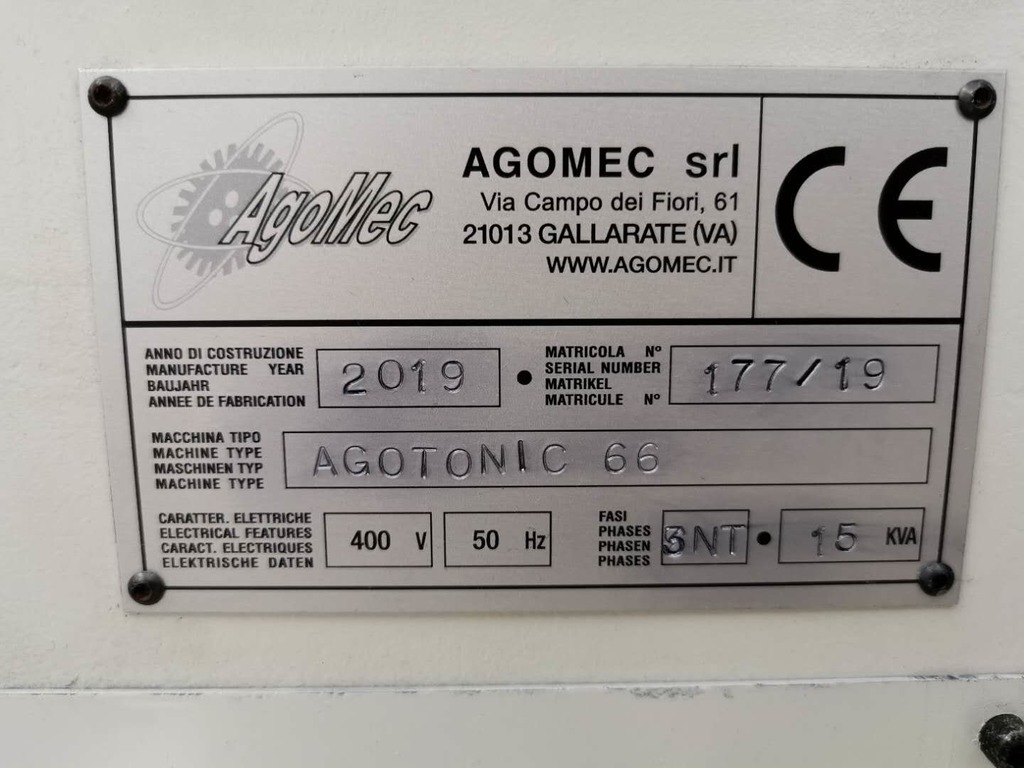 AgoMec
AGOMEC srl
Via Campo dei Fiori, 61
21013 GALLARATE (VA)
WWW.AGOMEC.IT
CE
ANNO DI COSTRUZIONE
MANUFACTURE YEAR
BAUJAHR
ANNEE DE FABRICATION
2019
MATRICOLA N°
SERIAL NUMBER
MATRIKEL
MATRICULE N°
177/19
MACCHINA TIPO
MACHINE TYPE
MASCHINEN TYP
MACHINE TYPE
AGOTONIC 66
CARATTER. ELETTRICHE
ELECTRICAL FEATURES
CARACT. ELECTRIQUES
ELEKTRISCHE DATEN
400 V
50 Hz
FASI
PHASES
PHASEN
PHASES
3NT
15 KVA